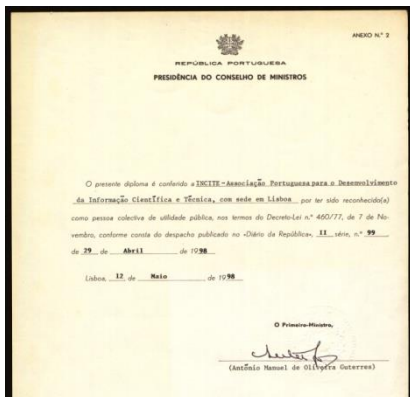 ANEXO N.º 2
REPÚBLICA PORTUGUESA
PRESIDÊNCIA DO CONSELHO DE MINISTROS
O presente diploma é conferido a INCITE-Associação Portuguesa para o Desenvolvimento
da Informação Científica e Técnica, com sede em Lisboa por ter sido reconhecido(a)
como pessoa colectiva de utilidade pública, nos termos do Decreto-Lei n.º 460/77, de 7 de No-
vembro, conforme consta do despacho publicado no «Diário da República», II série, n.º 99
de 29 de Abril de 1998
Lisboa, 12 de Maio de 1998
O Primeiro-Ministro,
(António Manuel de Oliveira Guterres)